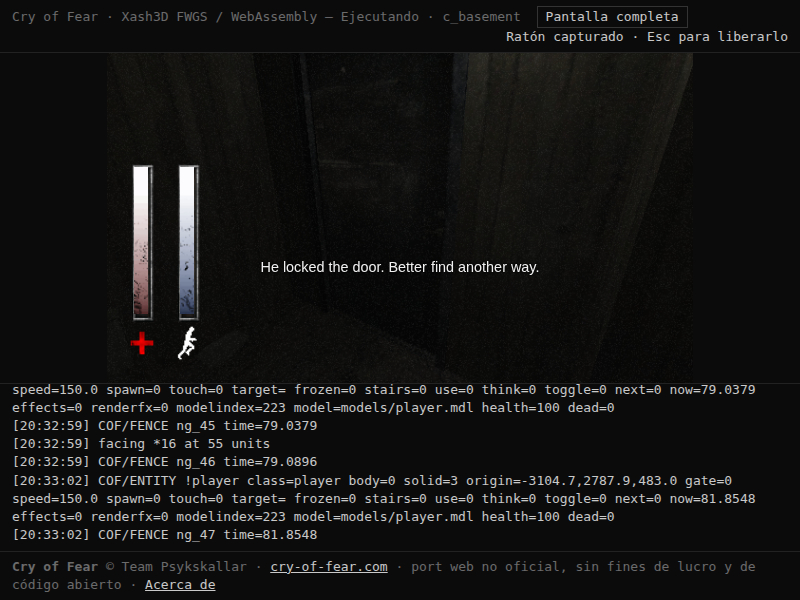 Cry of Fear · Xash3D FWGS / WebAssembly — Ejecutando · c_basement
Pantalla completa
Ratón capturado · Esc para liberarlo
He locked the door. Better find another way.
speed=150.0 spawn=0 touch=0 target= frozen=0 stairs=0 use=0 think=0 toggle=0 next=0 now=79.0379
effects=0 renderfx=0 modelindex=223 model=models/player.mdl health=100 dead=0
[20:32:59] COF/FENCE ng_45 time=79.0379
[20:32:59] facing *16 at 55 units
[20:32:59] COF/FENCE ng_46 time=79.0896
[20:33:02] COF/ENTITY !player class=player body=0 solid=3 origin=-3104.7,2787.9,483.0 gate=0
speed=150.0 spawn=0 touch=0 target= frozen=0 stairs=0 use=0 think=0 toggle=0 next=0 now=81.8548
effects=0 renderfx=0 modelindex=223 model=models/player.mdl health=100 dead=0
[20:33:02] COF/FENCE ng_47 time=81.8548
Cry of Fear © Team Psykskallar · cry-of-fear.com · port web no oficial, sin fines de lucro y de
código abierto · Acerca de